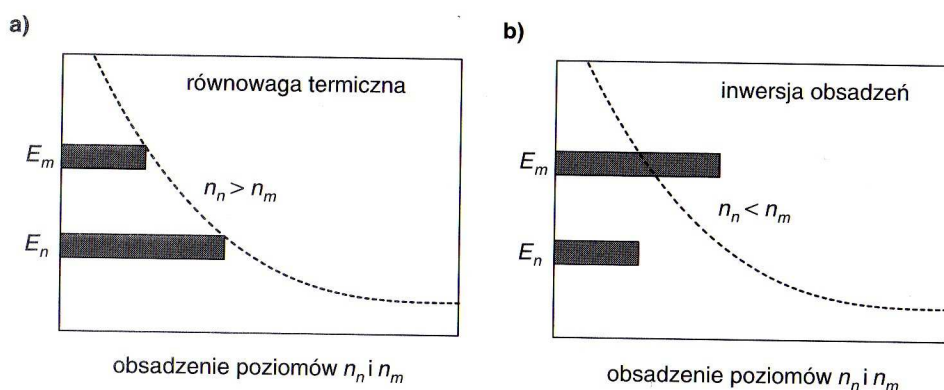 a)
równowaga termiczna
E_m
n_n > n_m
E_n
obsadzenie poziomów n_n i n_m
b)
inwersja obsadzeń
E_m
n_n < n_m
E_n
obsadzenie poziomów n_n i n_m